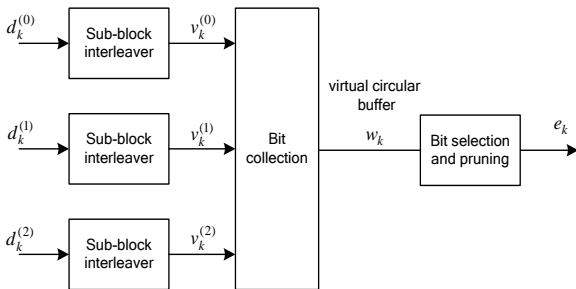 d_k^{(0)}
Sub-block
interleaver
v_k^{(0)}
d_k^{(1)}
Sub-block
interleaver
v_k^{(1)}
d_k^{(2)}
Sub-block
interleaver
v_k^{(2)}
Bit
collection
virtual circular
buffer
w_k
Bit selection
and pruning
e_k